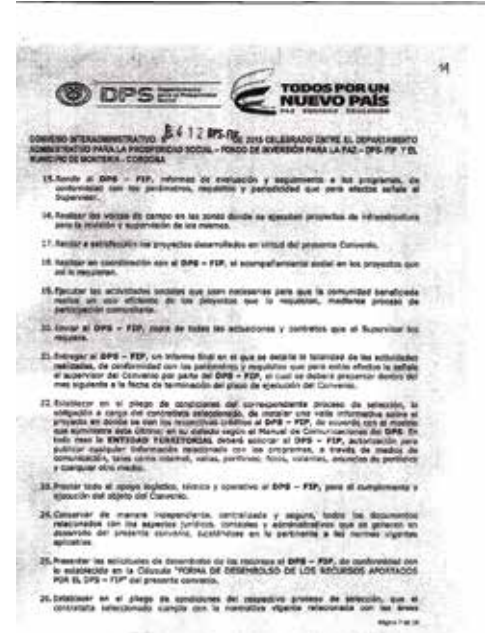 14
DPS
TODOS POR UN
NUEVO PAÍS
PAZ EQUIDAD EDUCACIÓN
CONVENIO INTERADMINISTRATIVO 412 DPS-FIP DE 2015 CELEBRADO ENTRE EL DEPARTAMENTO
ADMINISTRATIVO PARA LA PROSPERIDAD SOCIAL – FONDO DE INVERSIÓN PARA LA PAZ – DPS- FIP Y EL
MUNICIPIO DE MONTERIA - CORDOBA
15. Rendir al DPS – FIP, informes de evaluación y seguimiento a los programas, de
conformidad con los parámetros, requisitos y periodicidad que para efectos señale el
Supervisor.
16. Realizar las visitas de campo en las zonas donde se ejecuten proyectos de infraestructura
para la revisión y supervisión de los mismos.
17. Recibir a satisfacción los proyectos desarrollados en virtud del presente Convenio.
18. Realizar en coordinación con el DPS – FIP, el acompañamiento social en los proyectos que
así lo requieran.
19. Ejecutar las actividades sociales que sean necesarias para que la comunidad beneficiada
realice un uso eficiente de los proyectos que lo requieran, mediante proceso de
participación comunitaria.
20. Enviar al DPS – FIP, copia de todas las actuaciones y contratos que el Supervisor los
requiera.
21. Entregar al DPS – FIP, un informe final en el que se detalle la totalidad de las actividades
realizadas, de conformidad con los parámetros y requisitos que para estos efectos le señale
el supervisor del Convenio por parte del DPS – FIP, el cual se deberá presentar dentro del
mes siguiente a la fecha de terminación del plazo de ejecución del Convenio.
22. Establecer en el pliego de condiciones del correspondiente proceso de selección, la
obligación a cargo del contratista seleccionado, de instalar una valla informativa sobre el
proyecto en donde se den los respectivos créditos al DPS – FIP, de acuerdo con el modelo
que suministre esta última; en su defecto según el Manual de Comunicaciones del DPS. En
todo caso la ENTIDAD TERRITORIAL deberá solicitar al DPS – FIP, autorización para
publicar cualquier información relacionada con los programas, a través de medios de
comunicación, tales como internet, vallas, periódicos, fotos, volantes, anuncios de periódico
y cualquier otro medio.
23. Prestar todo el apoyo logístico, técnico y operativo al DPS – FIP, para el cumplimiento y
ejecución del objeto del Convenio.
24. Conservar de manera independiente, centralizada y segura, todos los documentos
relacionados con los aspectos jurídicos, contables y administrativos que se generen en
desarrollo del presente convenio, sujetándose en lo pertinente a las normas vigentes
aplicables.
25. Presentar las solicitudes de desembolso de los recursos al DPS – FIP, de conformidad con
lo establecido en la Cláusula "FORMA DE DESEMBOLSO DE LOS RECURSOS APORTADOS
POR EL DPS – FIP" del presente convenio.
26. Establecer en el pliego de condiciones del respectivo proceso de selección, que el
contratista seleccionado cumpla con la normativa vigente relacionada con las áreas
Página 7 de